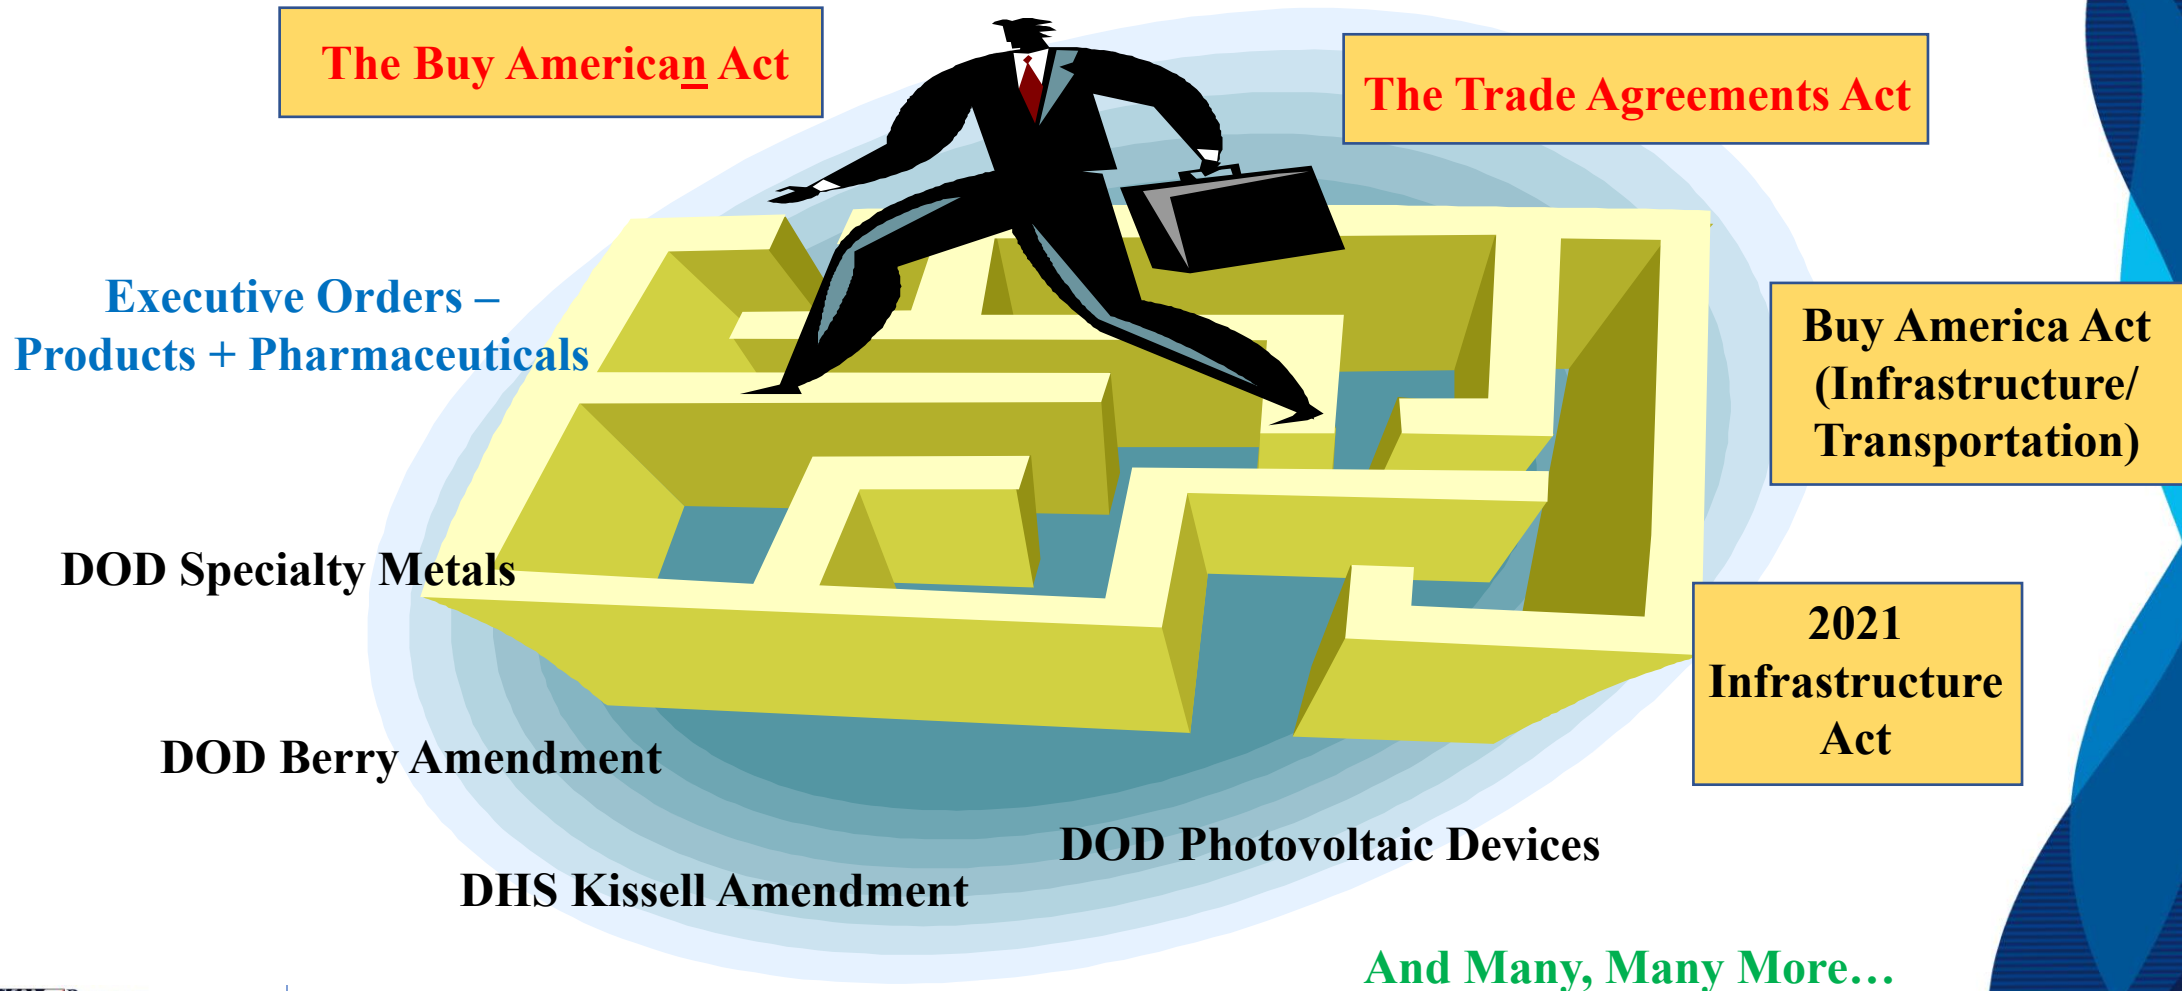 The Buy American Act
The Trade Agreements Act
Executive Orders –
Products + Pharmaceuticals
Buy America Act
(Infrastructure/
Transportation)
DOD Specialty Metals
2021
Infrastructure
Act
DOD Berry Amendment
DOD Photovoltaic Devices
DHS Kissell Amendment
And Many, Many More…